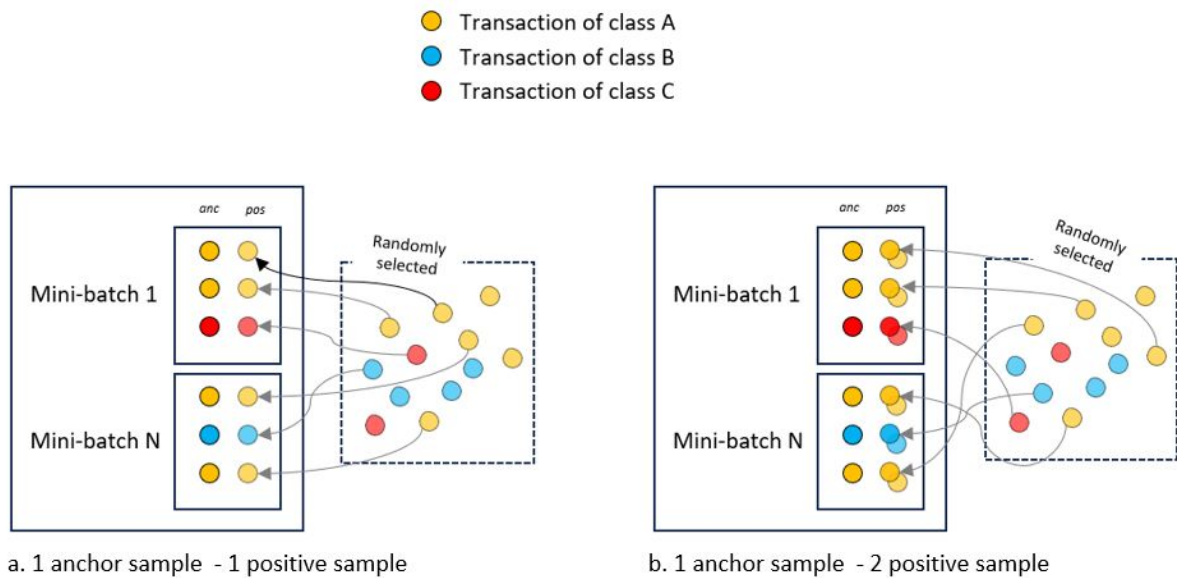 Transaction of class A
Transaction of class B
Transaction of class C
anc pos
Mini-batch 1
Mini-batch N
Randomly
selected
a. 1 anchor sample - 1 positive sample
anc pos
Mini-batch 1
Mini-batch N
Randomly
selected
b. 1 anchor sample - 2 positive sample